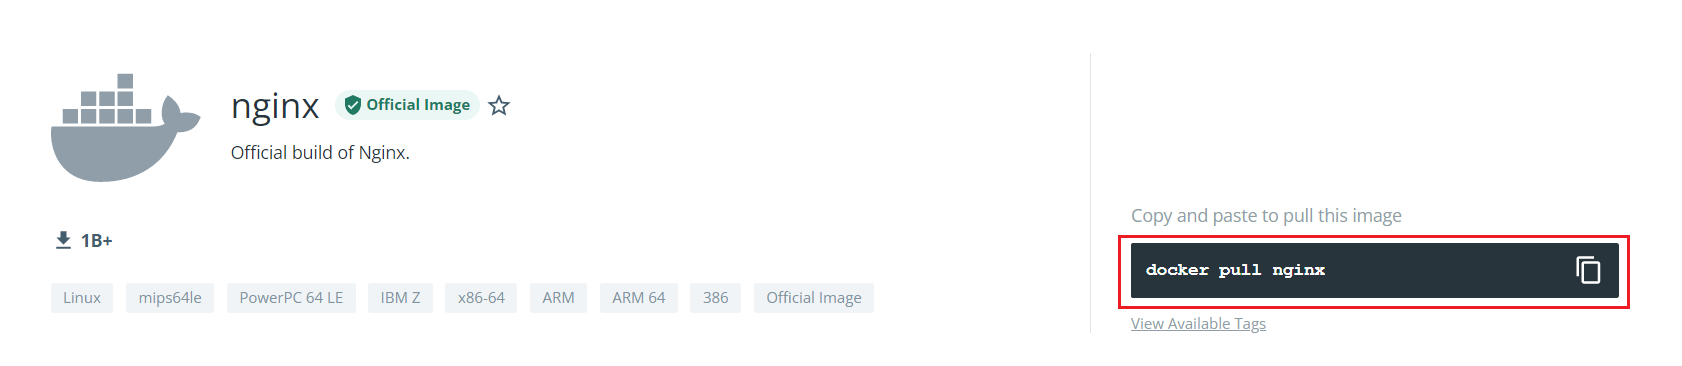 nginx Official Image
Official build of Nginx.
1B+
Linux mips64le PowerPC 64 LE IBM Z x86-64 ARM ARM 64 386 Official Image
Copy and paste to pull this image
docker pull nginx
View Available Tags